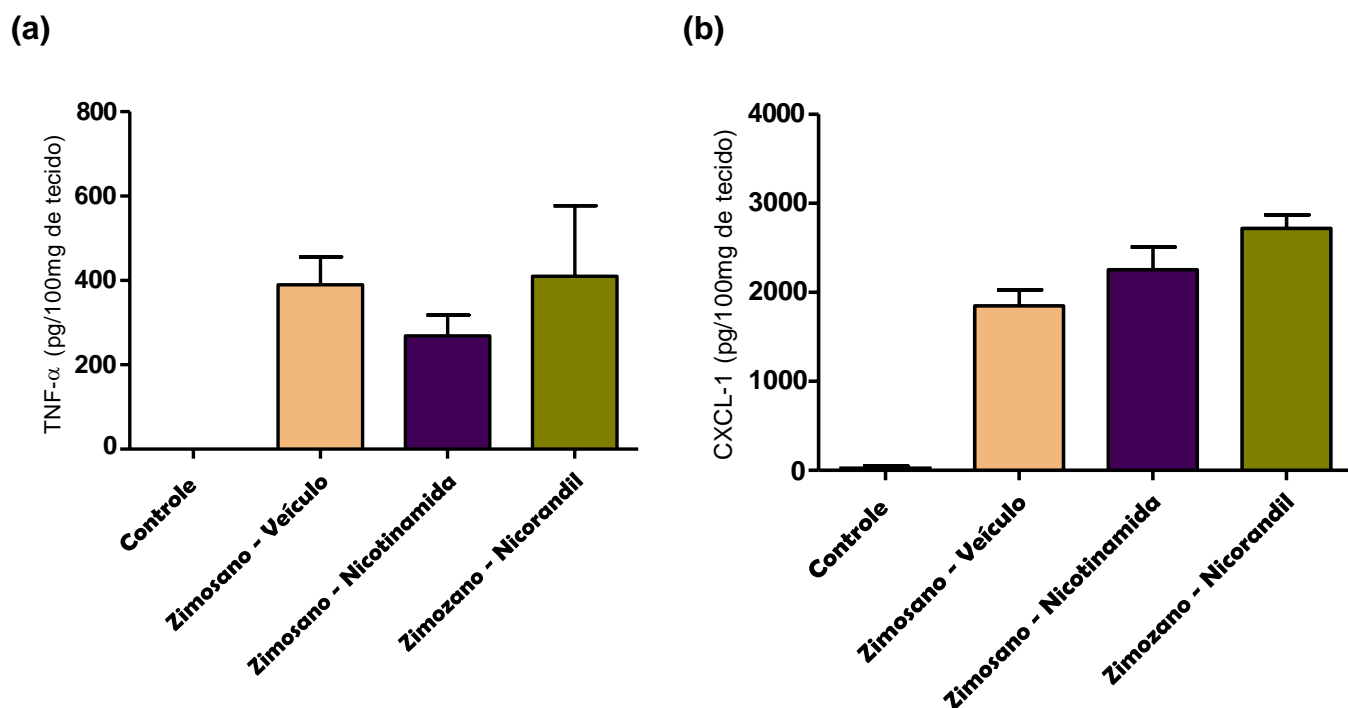 (a)
TNF-α (pg/100mg de tecido)
800
600
400
200
0
Controle
Zimosano - Veículo
Zimosano - Nicotinamida
Zimozano - Nicorandil
(b)
CXCL-1 (pg/100mg de tecido)
4000
3000
2000
1000
0
Controle
Zimosano - Veículo
Zimosano - Nicotinamida
Zimozano - Nicorandil